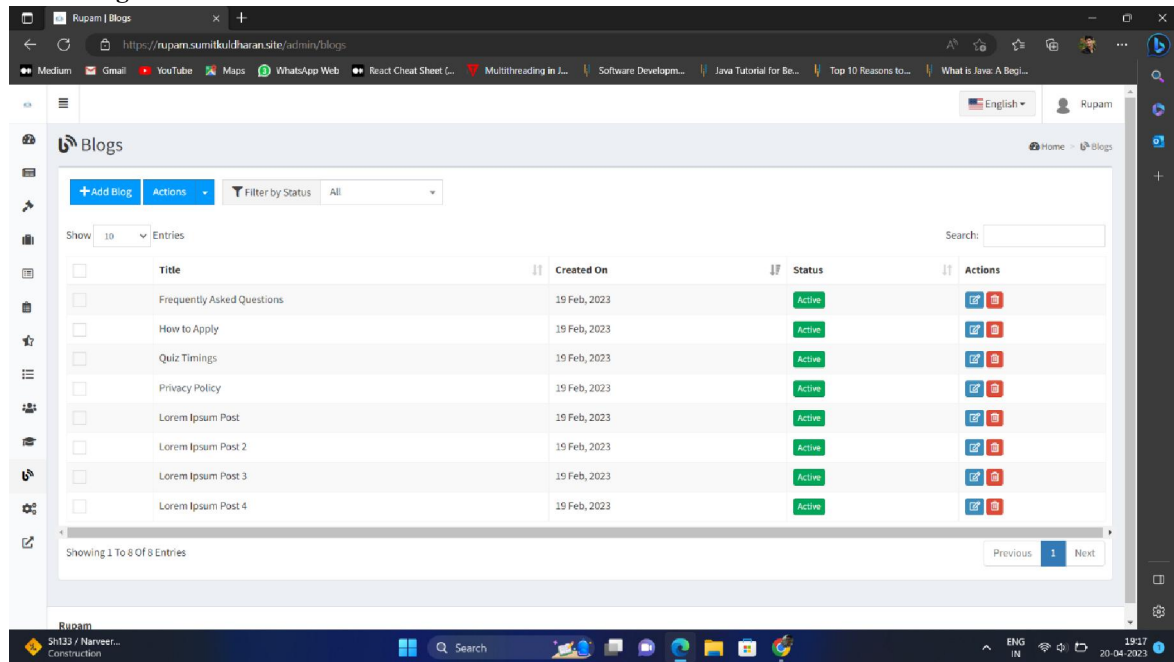 Rupam | Blogs
https://rupam.sumitkuldharan.site/admin/blogs
Medium Gmail YouTube Maps WhatsApp Web React Cheat Sheet (... Multithreading in J... Software Developm... Java Tutorial for Be... Top 10 Reasons to... What is Java: A Begi...
English Rupam
Blogs Home > Blogs
+Add Blog Actions Filter by Status All
Show 10 Entries Search:
Title Created On Status Actions
Frequently Asked Questions 19 Feb, 2023 Active
How to Apply 19 Feb, 2023 Active
Quiz Timings 19 Feb, 2023 Active
Privacy Policy 19 Feb, 2023 Active
Lorem Ipsum Post 19 Feb, 2023 Active
Lorem Ipsum Post 2 19 Feb, 2023 Active
Lorem Ipsum Post 3 19 Feb, 2023 Active
Lorem Ipsum Post 4 19 Feb, 2023 Active
Showing 1 To 8 Of 8 Entries Previous 1 Next
Rupam
Sh133 / Narveer... Search ENG 19:17
Construction IN 20-04-2023